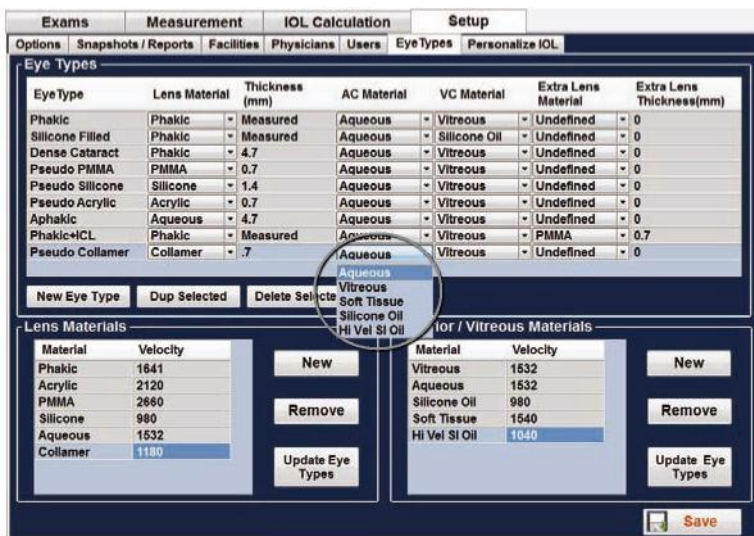 Exams Measurement IOL Calculation Setup
Options Snapshots / Reports Facilities Physicians Users Eye Types Personalize IOL
Eye Types
Eye Type Lens Material Thickness (mm) AC Material VC Material Extra Lens Material Extra Lens Thickness(mm)
Phakic Phakic Measured Aqueous Vitreous Undefined 0
Silicone Filled Phakic Measured Aqueous Silicone Oil Undefined 0
Dense Cataract Phakic 4.7 Aqueous Vitreous Undefined 0
Pseudo PMMA PMMA 0.7 Aqueous Vitreous Undefined 0
Pseudo Silicone Silicone 1.4 Aqueous Vitreous Undefined 0
Pseudo Acrylic Acrylic 0.7 Aqueous Vitreous Undefined 0
Aphakic Aqueous 4.7 Aqueous Vitreous Undefined 0
Phakic+ICL Phakic Measured Aqueous Vitreous PMMA 0.7
Pseudo Collamer Collamer .7 Aqueous Vitreous Undefined 0
Aqueous
Vitreous
Soft Tissue
Silicone Oil
Hi Vel SI Oil
New Eye Type Dup Selected Delete Selecte
Lens Materials
Material Velocity
Phakic 1641
Acrylic 2120
PMMA 2660
Silicone 980
Aqueous 1532
Collamer 1180
New
Remove
Update Eye Types
rior / Vitreous Materials
Material Velocity
Vitreous 1532
Aqueous 1532
Silicone Oil 980
Soft Tissue 1540
Hi Vel SI Oil 1040
New
Remove
Update Eye Types
Save